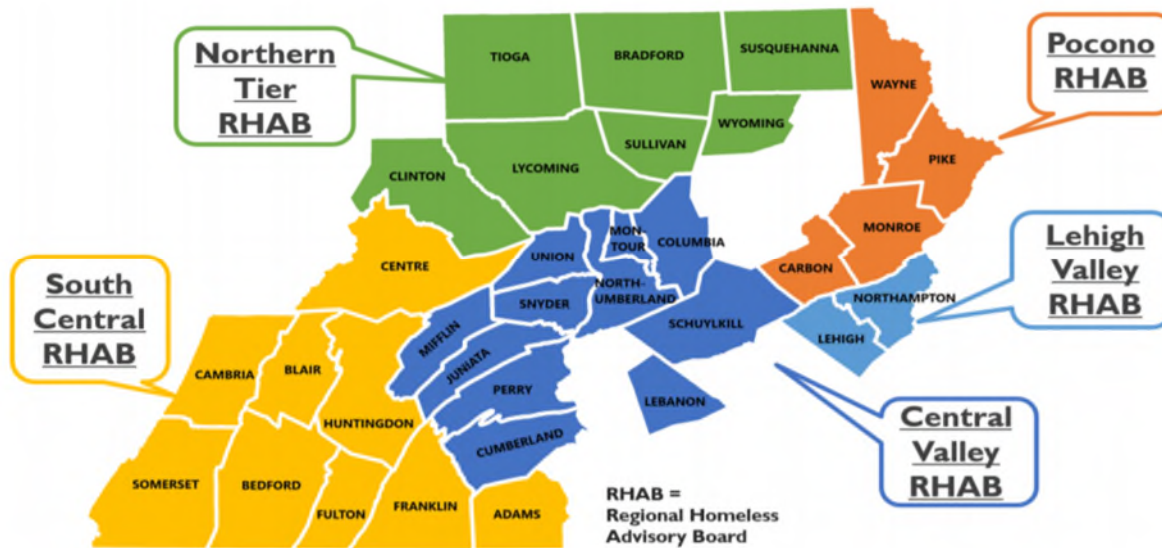 Northern
Tier
RHAB
TIOGA
BRADFORD
SUSQUEHANNA
WAYNE
Pocono
RHAB
WYOMING
SULLIVAN
LYCOMING
CLINTON
PIKE
MONROE
CARBON
Lehigh
Valley
RHAB
NORTHAMPTON
LEHIGH
CENTRE
UNION
MON-
TOUR
COLUMBIA
SNYDER
NORTH-
UMBERLAND
SCHUYLKILL
South
Central
RHAB
MIFFLIN
JUNIATA
PERRY
CUMBERLAND
LEBANON
CAMBRIA
BLAIR
HUNTINGDON
Central
Valley
RHAB
SOMERSET
BEDFORD
FULTON
FRANKLIN
ADAMS
RHAB =
Regional Homeless
Advisory Board